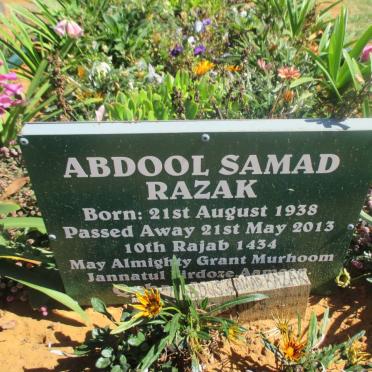 ABDOOL SAMAD
RAZAK
Born: 21st August 1938
Passed Away 21st May 2013
10th Rajab 1434
May Almighty Grant Murhoom
Jannatul Firdoze Aameen